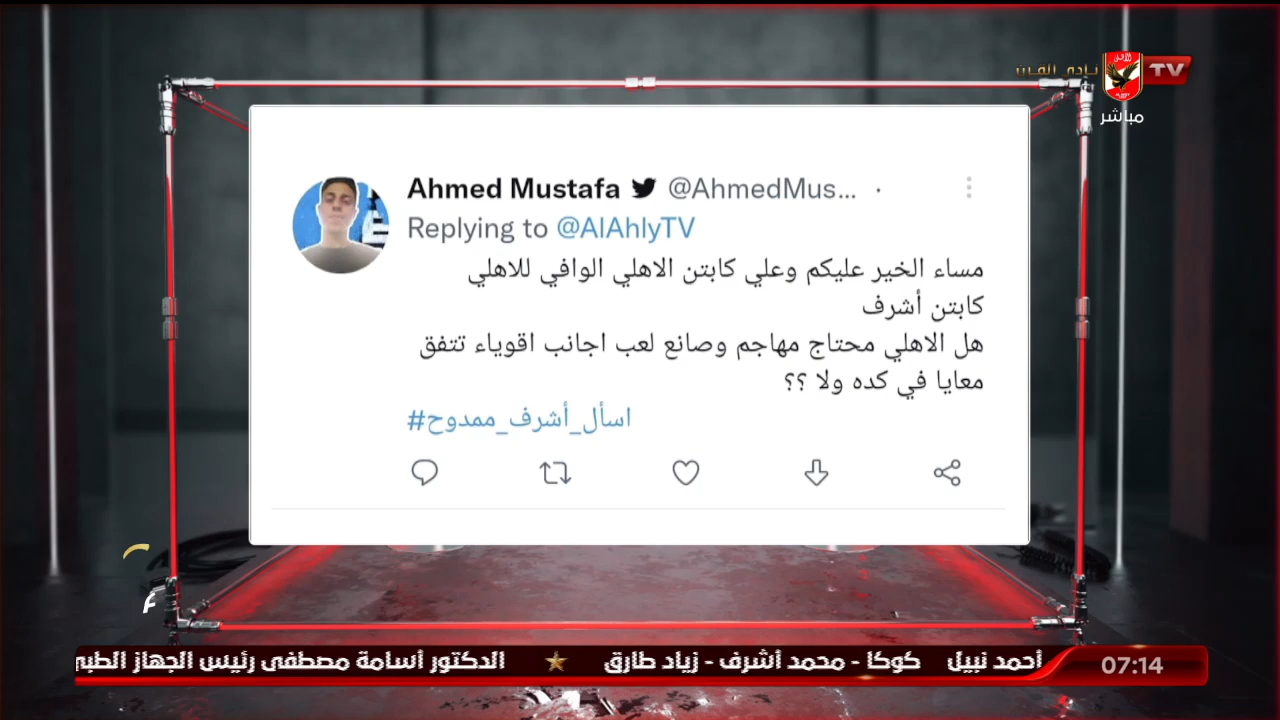 نادي القرن
TV
مباشر
Ahmed Mustafa @AhmedMus... ·
Replying to @AlAhlyTV
مساء الخير عليكم وعلي كابتن الاهلي الوافي للاهلي
كابتن أشرف
هل الاهلي محتاج مهاجم وصانع لعب اجانب اقوياء تتفق
معايا في كده ولا ؟؟
#اسأل_أشرف_ممدوح
أحمد نبيل كوكا - محمد أشرف - زياد طارق ★ الدكتور أسامة مصطفى رئيس الجهاز الطبي
07:14